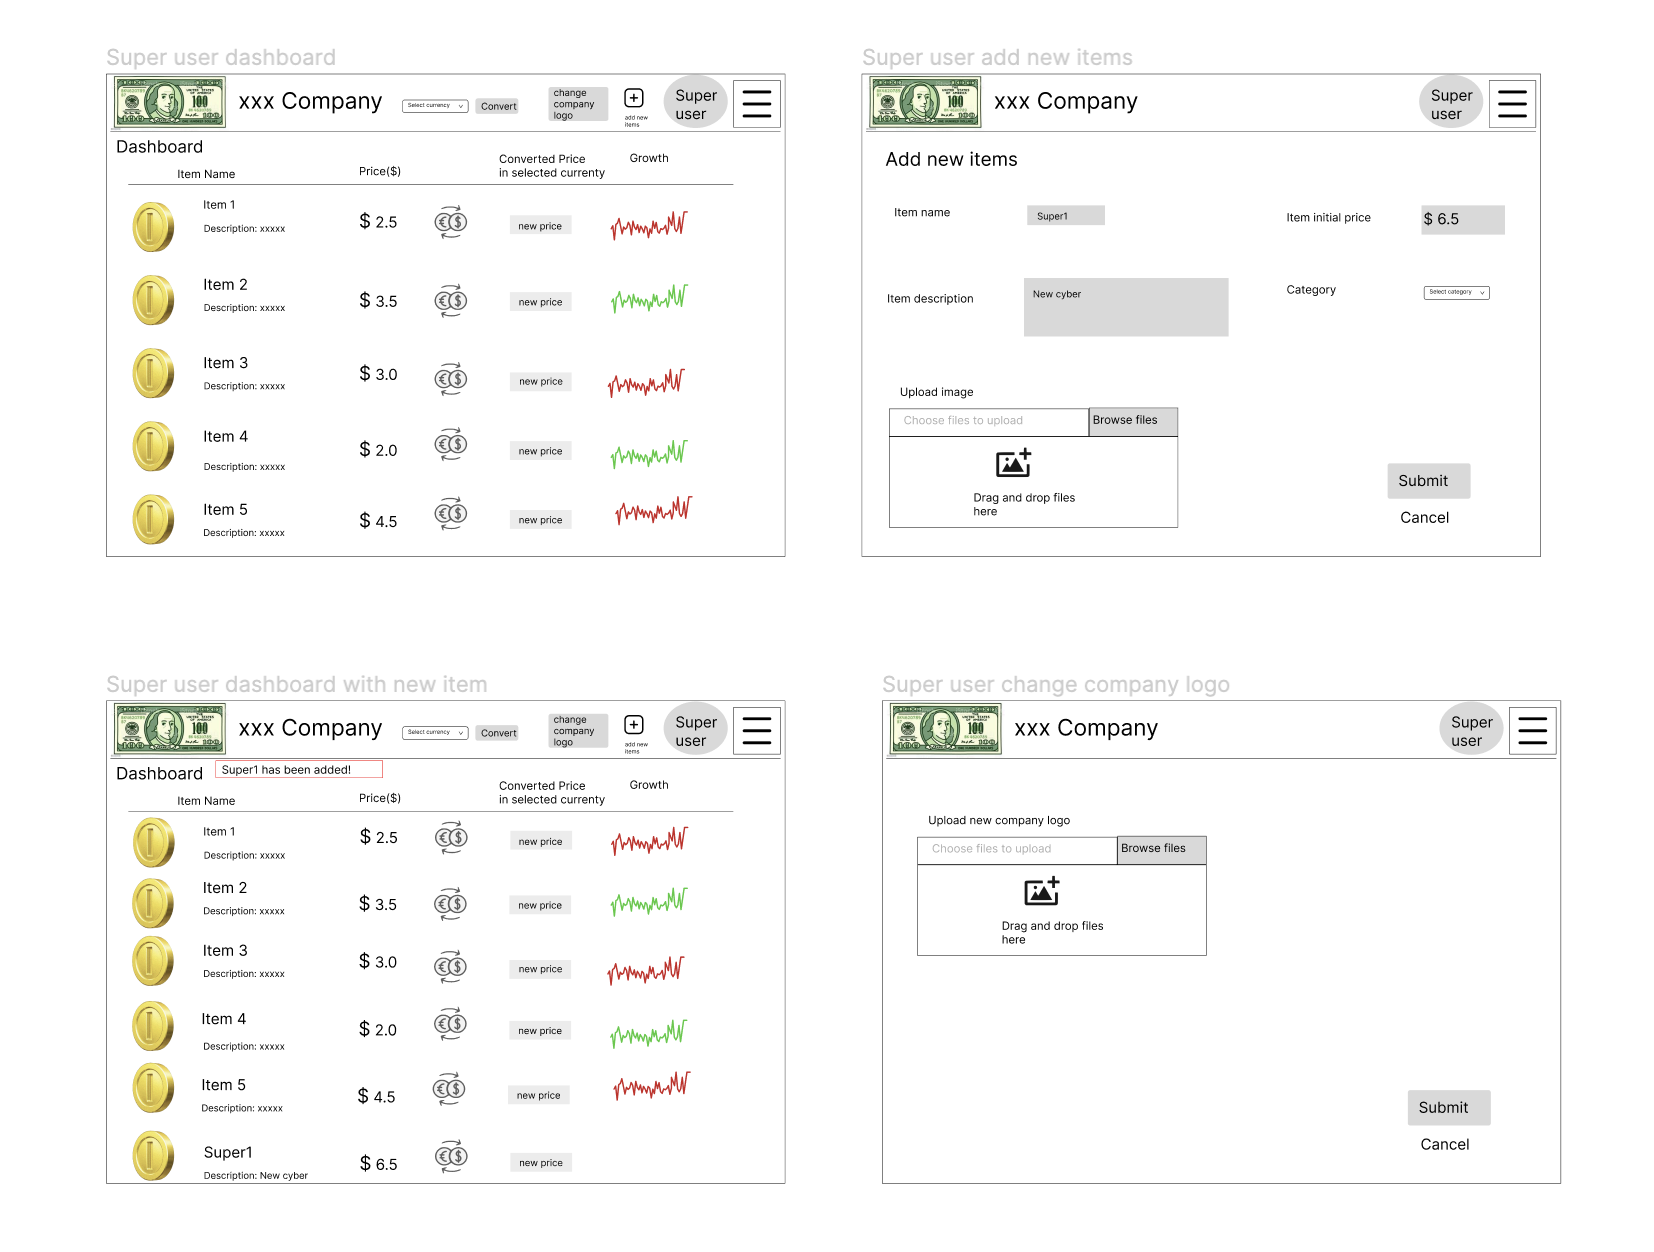 Super user dashboard
xxx Company
Select currency
Convert
change
company
logo
add new
items
Super
user
Dashboard
Item Name
Price($)
Converted Price
in selected currenty
Growth
Item 1
Description: xxxxx
$ 2.5
new price
Item 2
Description: xxxxx
$ 3.5
new price
Item 3
Description: xxxxx
$ 3.0
new price
Item 4
Description: xxxxx
$ 2.0
new price
Item 5
Description: xxxxx
$ 4.5
new price
Super user add new items
xxx Company
Super
user
Add new items
Item name
Super1
Item initial price
$ 6.5
Item description
New cyber
Category
Select category
Upload image
Choose files to upload
Browse files
Drag and drop files
here
Submit
Cancel
Super user dashboard with new item
xxx Company
Select currency
Convert
change
company
logo
add new
items
Super
user
Dashboard
Super1 has been added!
Item Name
Price($)
Converted Price
in selected currenty
Growth
Item 1
Description: xxxxx
$ 2.5
new price
Item 2
Description: xxxxx
$ 3.5
new price
Item 3
Description: xxxxx
$ 3.0
new price
Item 4
Description: xxxxx
$ 2.0
new price
Item 5
Description: xxxxx
$ 4.5
new price
Super1
Description: New cyber
$ 6.5
new price
Super user change company logo
xxx Company
Super
user
Upload new company logo
Choose files to upload
Browse files
Drag and drop files
here
Submit
Cancel